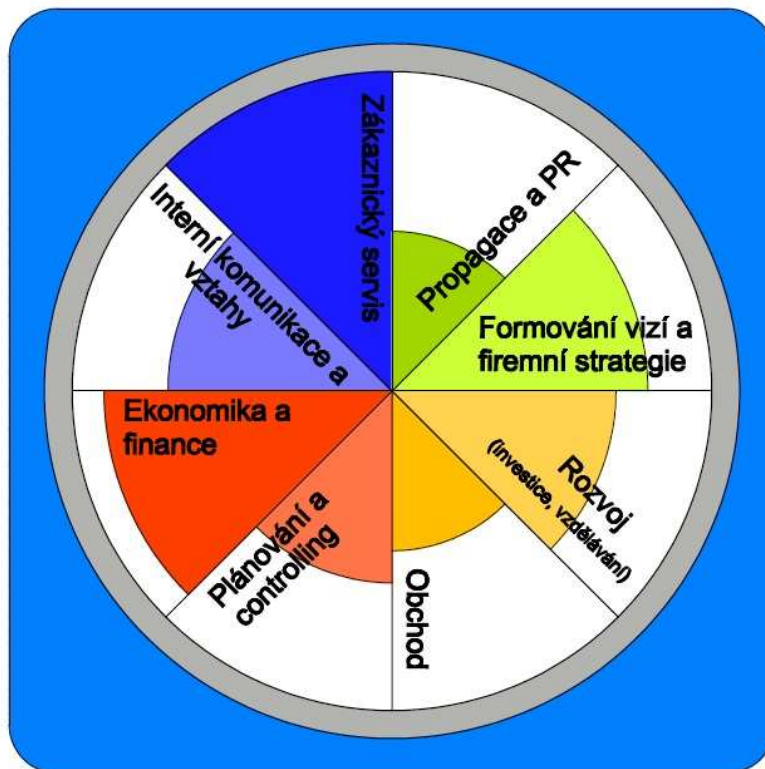 Zákaznický servis
Propagace a PR
Formování vizí a
firemní strategie
Rozvoj
(investice, vzdělávání)
Obchod
Plánování a
controlling
Ekonomika a
finance
Interní komunikace a
vztahy